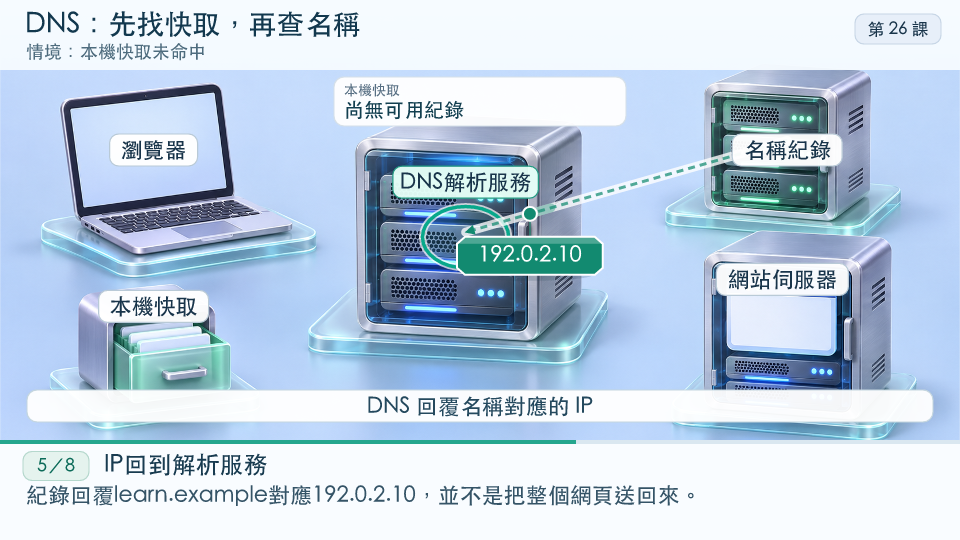 DNS：先找快取，再查名稱
情境：本機快取未命中
第 26 課
本機快取
尚無可用紀錄
瀏覽器
名稱紀錄
DNS解析服務
192.0.2.10
網站伺服器
本機快取
DNS 回覆名稱對應的 IP
5／8
IP回到解析服務
紀錄回覆learn.example對應192.0.2.10，並不是把整個網頁送回來。